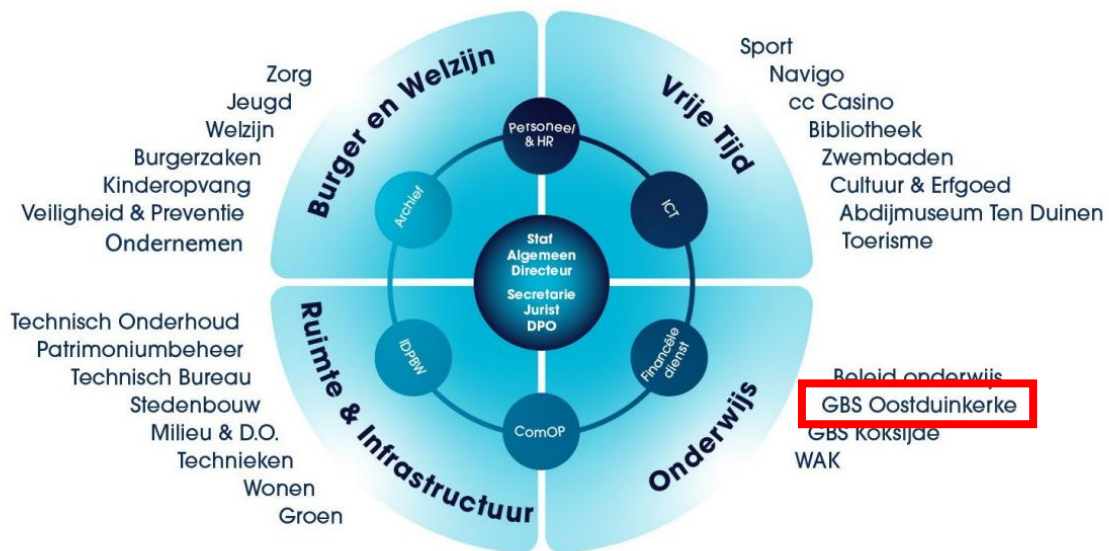 Burger en Welzijn
Zorg
Jeugd
Welzijn
Burgerzaken
Kinderopvang
Veiligheid & Preventie
Ondernemen
Vrije Tijd
Sport
Navigo
cc Casino
Bibliotheek
Zwembaden
Cultuur & Erfgoed
Abdijmuseum Ten Duinen
Toerisme
Personeel
& HR
Archief
ICT
Staf
Algemeen
Directeur
Secretarie
Jurist
DPO
IDPBW
Financiële
dienst
ComOP
Ruimte & Infrastructuur
Technisch Onderhoud
Patrimoniumbeheer
Technisch Bureau
Stedenbouw
Milieu & D.O.
Technieken
Wonen
Groen
Onderwijs
Beleid onderwijs
GBS Oostduinkerke
GBS Koksijde
WAK